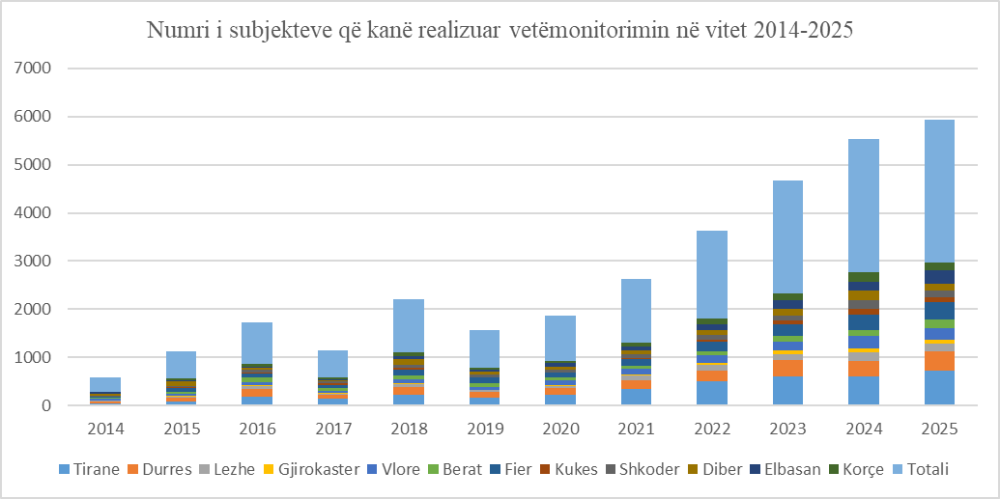 Numri i subjekteve që kanë realizuar vetëmonitorimin në vitet 2014-2025
7000
6000
5000
4000
3000
2000
1000
0
2014 2015 2016 2017 2018 2019 2020 2021 2022 2023 2024 2025
Tirane Durres Lezhe Gjirokaster Vlore Berat Fier Kukes Shkoder Diber Elbasan Korçe Totali